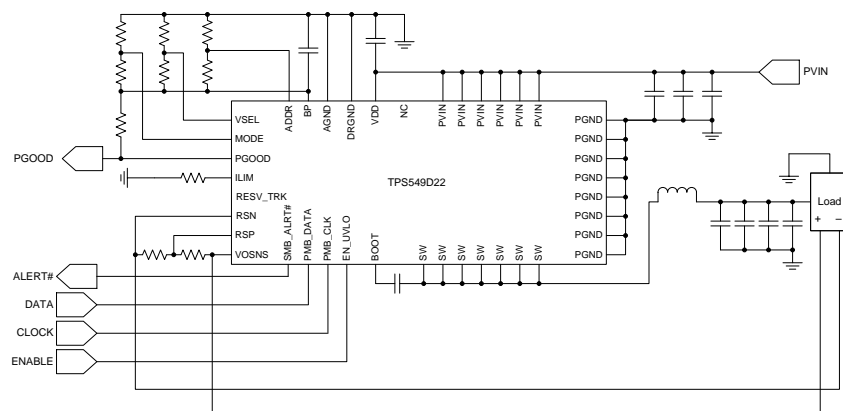 ADDR
BP
AGND
DRGND
VDD
NC
PVIN
PVIN
PVIN
PVIN
PVIN
PVIN
PVIN
VSEL
MODE
PGOOD
PGOOD
ILIM
RESV_TRK
RSN
RSP
VOSNS
TPS549D22
PGND
PGND
PGND
PGND
PGND
PGND
PGND
PGND
SMB_ALRT#
PMB_DATA
PMB_CLK
EN_UVLO
BOOT
SW
SW
SW
SW
SW
SW
SW
Load
+ −
ALERT#
DATA
CLOCK
ENABLE